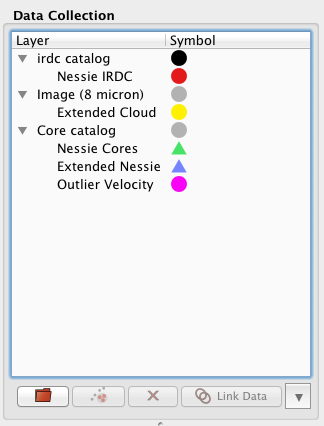 Data Collection
Layer Symbol
irdc catalog
Nessie IRDC
Image (8 micron)
Extended Cloud
Core catalog
Nessie Cores
Extended Nessie
Outlier Velocity
Link Data